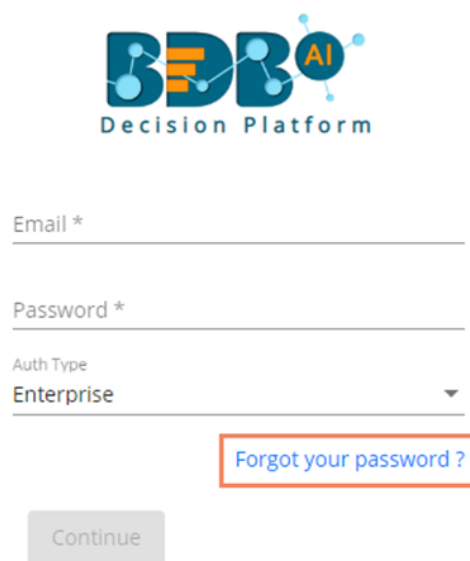 BDB AI
Decision Platform
Email *
Password *
Auth Type
Enterprise
Forgot your password ?
Continue